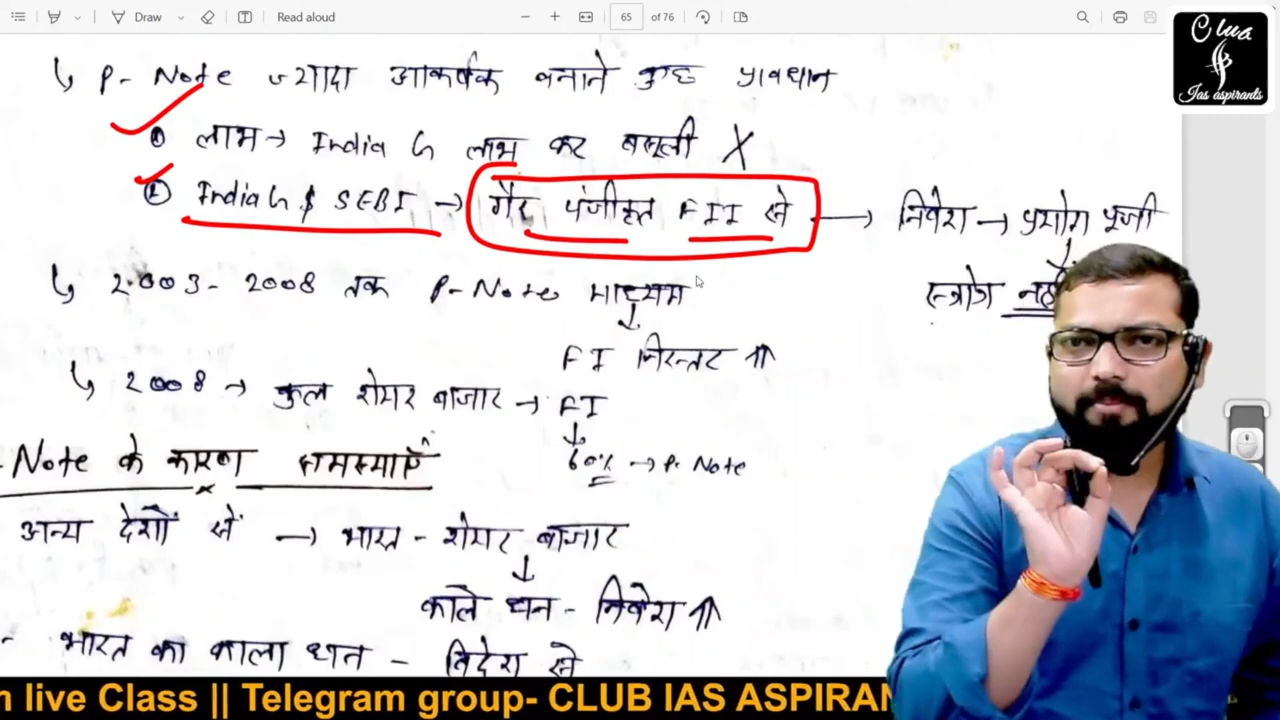 Draw
Read aloud
65 of 76
Club
Ias aspirants
↳ P-Note ज्यादा आकर्षक बनाने कुछ प्रावधान
① लाभ → India ने लाभ कर वसूली X
② India ने $ SEBI → गैर पंजीकृत FII से → निवेश → प्रयोग पूंजी
↓
स्त्रोत
↳ 2003-2008 तक P-Note माध्यम
↓
FI निरन्तर ↑↑
↳ 2008 → कुल शेयर बाजार → FI
↓
60% → P-Note
-Note के कारण समस्याएँ
अन्य देशों से → भारत - शेयर बाजार
↓
काले धन - निवेश ↑↑
- भारत का काला धन - विदेश से
n live Class || Telegram group- CLUB IAS ASPIRAN